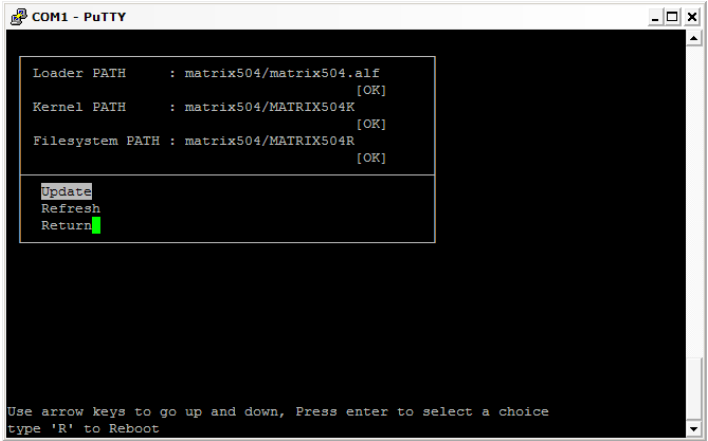 COM1 - PuTTY
Loader PATH : matrix504/matrix504.alf
[OK]
Kernel PATH : matrix504/MATRIX504K
[OK]
Filesystem PATH : matrix504/MATRIX504R
[OK]
Update
Refresh
Return
Use arrow keys to go up and down, Press enter to select a choice
type 'R' to Reboot